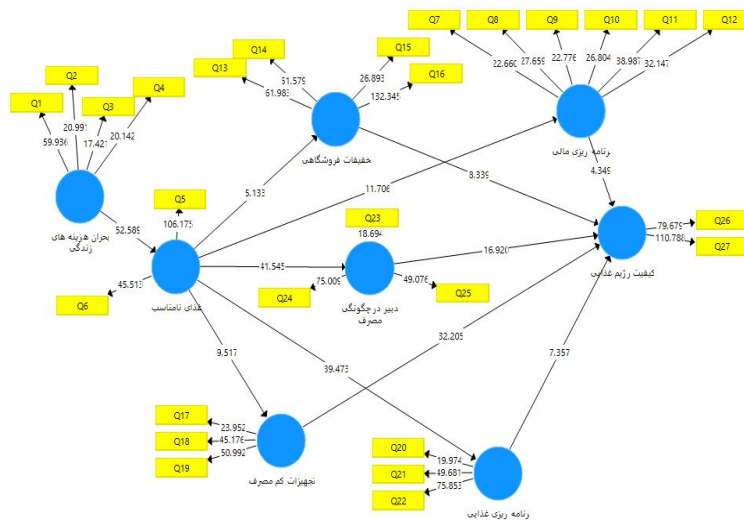 Q7
Q8
Q9
Q10
Q11
Q12
22.660
27.659
22.776
26.804
38.987
32.147
برنامه ریزی مالی
Q13
Q14
Q15
Q16
61.983
51.579
26.893
132.345
تخفیفات فروشگاهی
Q1
Q2
Q3
Q4
59.936
20.991
17.421
20.142
بحران هزینه های
زندگی
52.589
Q5
106.175
Q6
45.513
غذای نامناسب
5.133
11.706
8.339
4.349
41.545
16.920
9.517
39.473
32.205
7.357
Q23
18.694
Q24
75.009
Q25
49.076
دبیر در چگونگی
مصرف
Q26
79.679
Q27
110.788
کیفیت رژیم غذایی
Q17
23.952
Q18
45.176
Q19
50.992
تجهیزات کم مصرف
Q20
19.974
Q21
49.681
Q22
75.853
رنامه ریزی غذایی